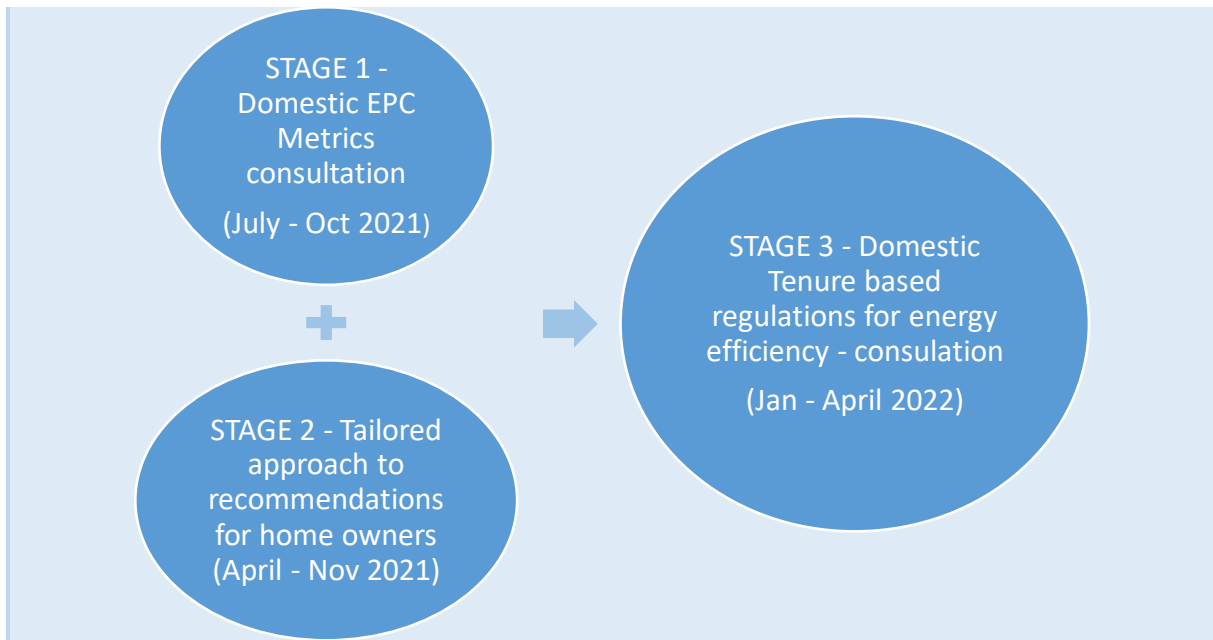 STAGE 1 -
Domestic EPC
Metrics
consultation
(July - Oct 2021)
STAGE 2 - Tailored
approach to
recommendations
for home owners
(April - Nov 2021)
STAGE 3 - Domestic
Tenure based
regulations for energy
efficiency - consulation
(Jan - April 2022)